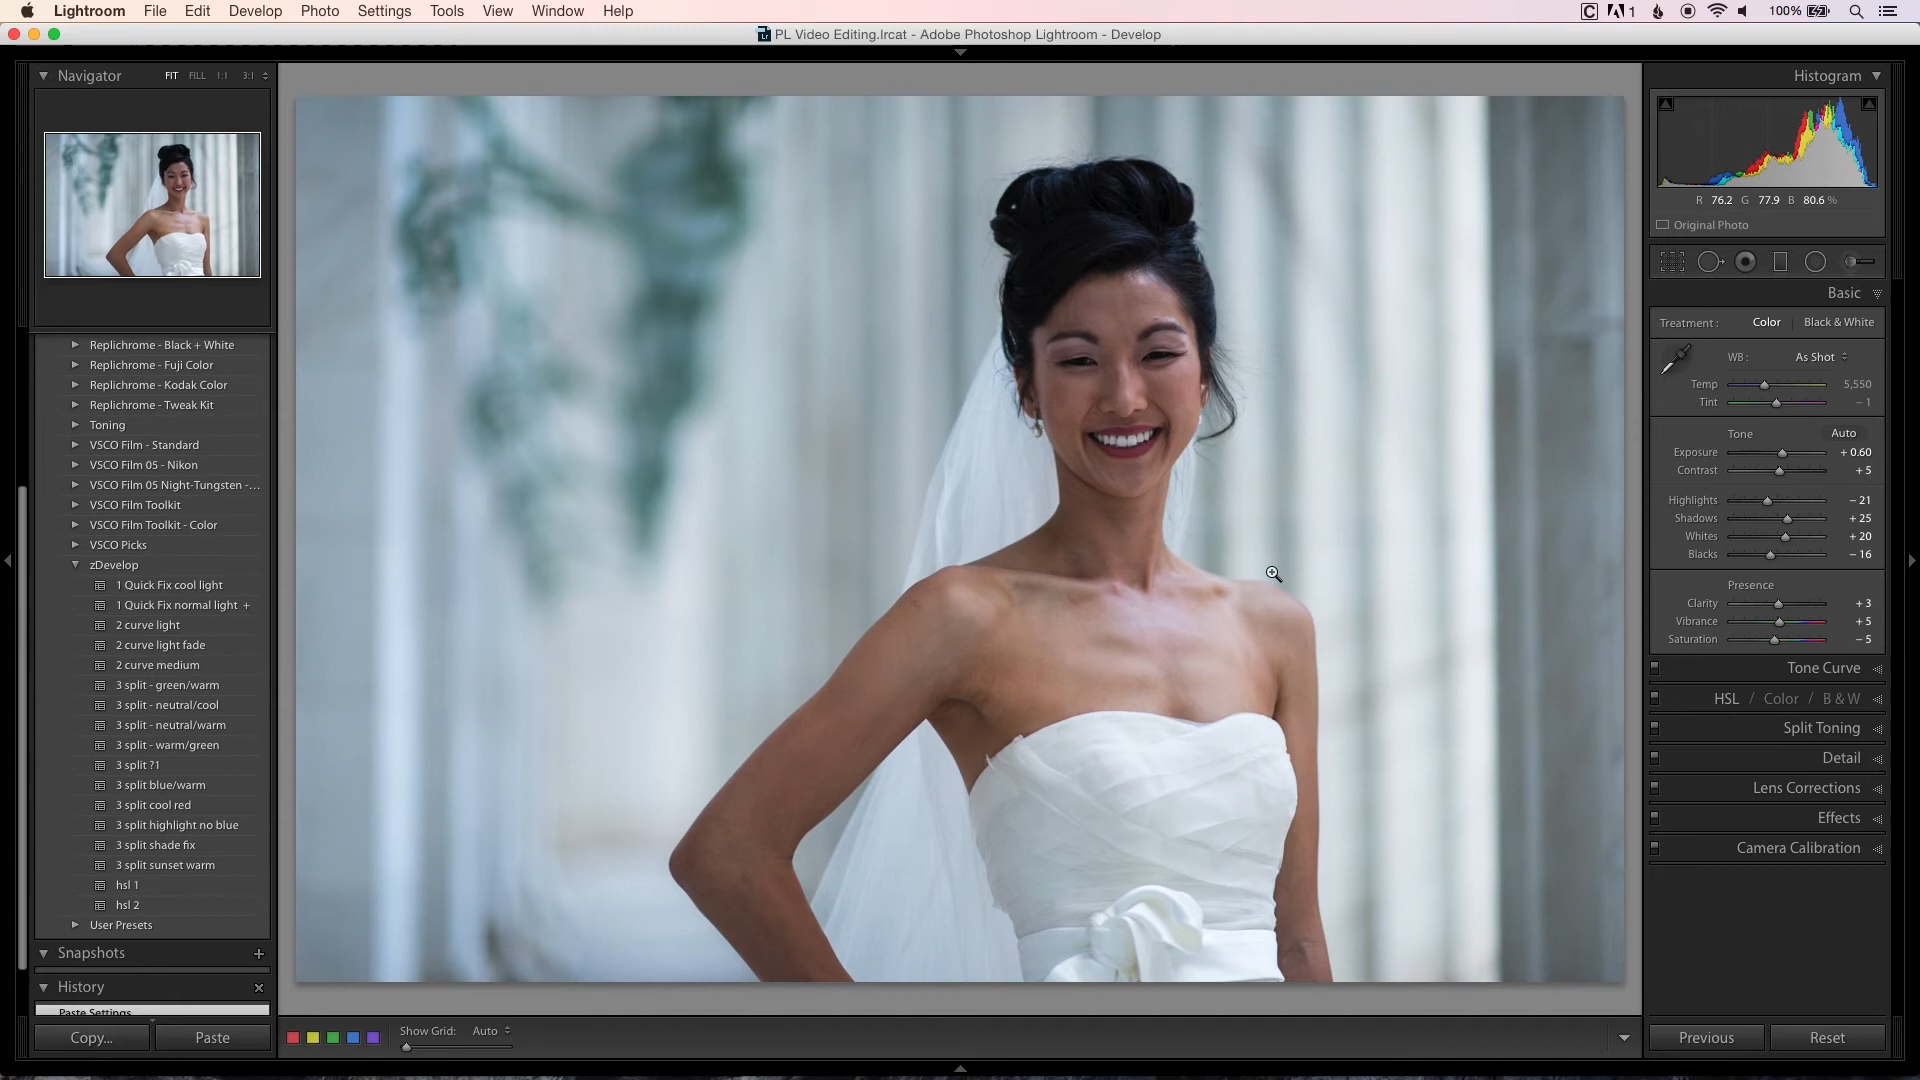 Lightroom File Edit Develop Photo Settings Tools View Window Help 1 100%
PL Video Editing.lrcat - Adobe Photoshop Lightroom - Develop
Navigator FIT FILL 1:1 3:1
Replichrome - Black + White
Replichrome - Fuji Color
Replichrome - Kodak Color
Replichrome - Tweak Kit
Toning
VSCO Film - Standard
VSCO Film 05 - Nikon
VSCO Film 05 Night-Tungsten -...
VSCO Film Toolkit
VSCO Film Toolkit - Color
VSCO Picks
zDevelop
1 Quick Fix cool light
1 Quick Fix normal light +
2 curve light
2 curve light fade
2 curve medium
3 split - green/warm
3 split - neutral/cool
3 split - neutral/warm
3 split - warm/green
3 split ?1
3 split blue/warm
3 split cool red
3 split highlight no blue
3 split shade fix
3 split sunset warm
hsl 1
hsl 2
User Presets
Snapshots +
History ×
Paste Settings
Copy... Paste
Show Grid: Auto
Histogram
R 76.2 G 77.9 B 80.6 %
Original Photo
Basic
Treatment : Color Black & White
WB : As Shot
Temp 5,550
Tint – 1
Tone Auto
Exposure + 0.60
Contrast + 5
Highlights – 21
Shadows + 25
Whites + 20
Blacks – 16
Presence
Clarity + 3
Vibrance + 5
Saturation – 5
Tone Curve
HSL / Color / B & W
Split Toning
Detail
Lens Corrections
Effects
Camera Calibration
Previous Reset